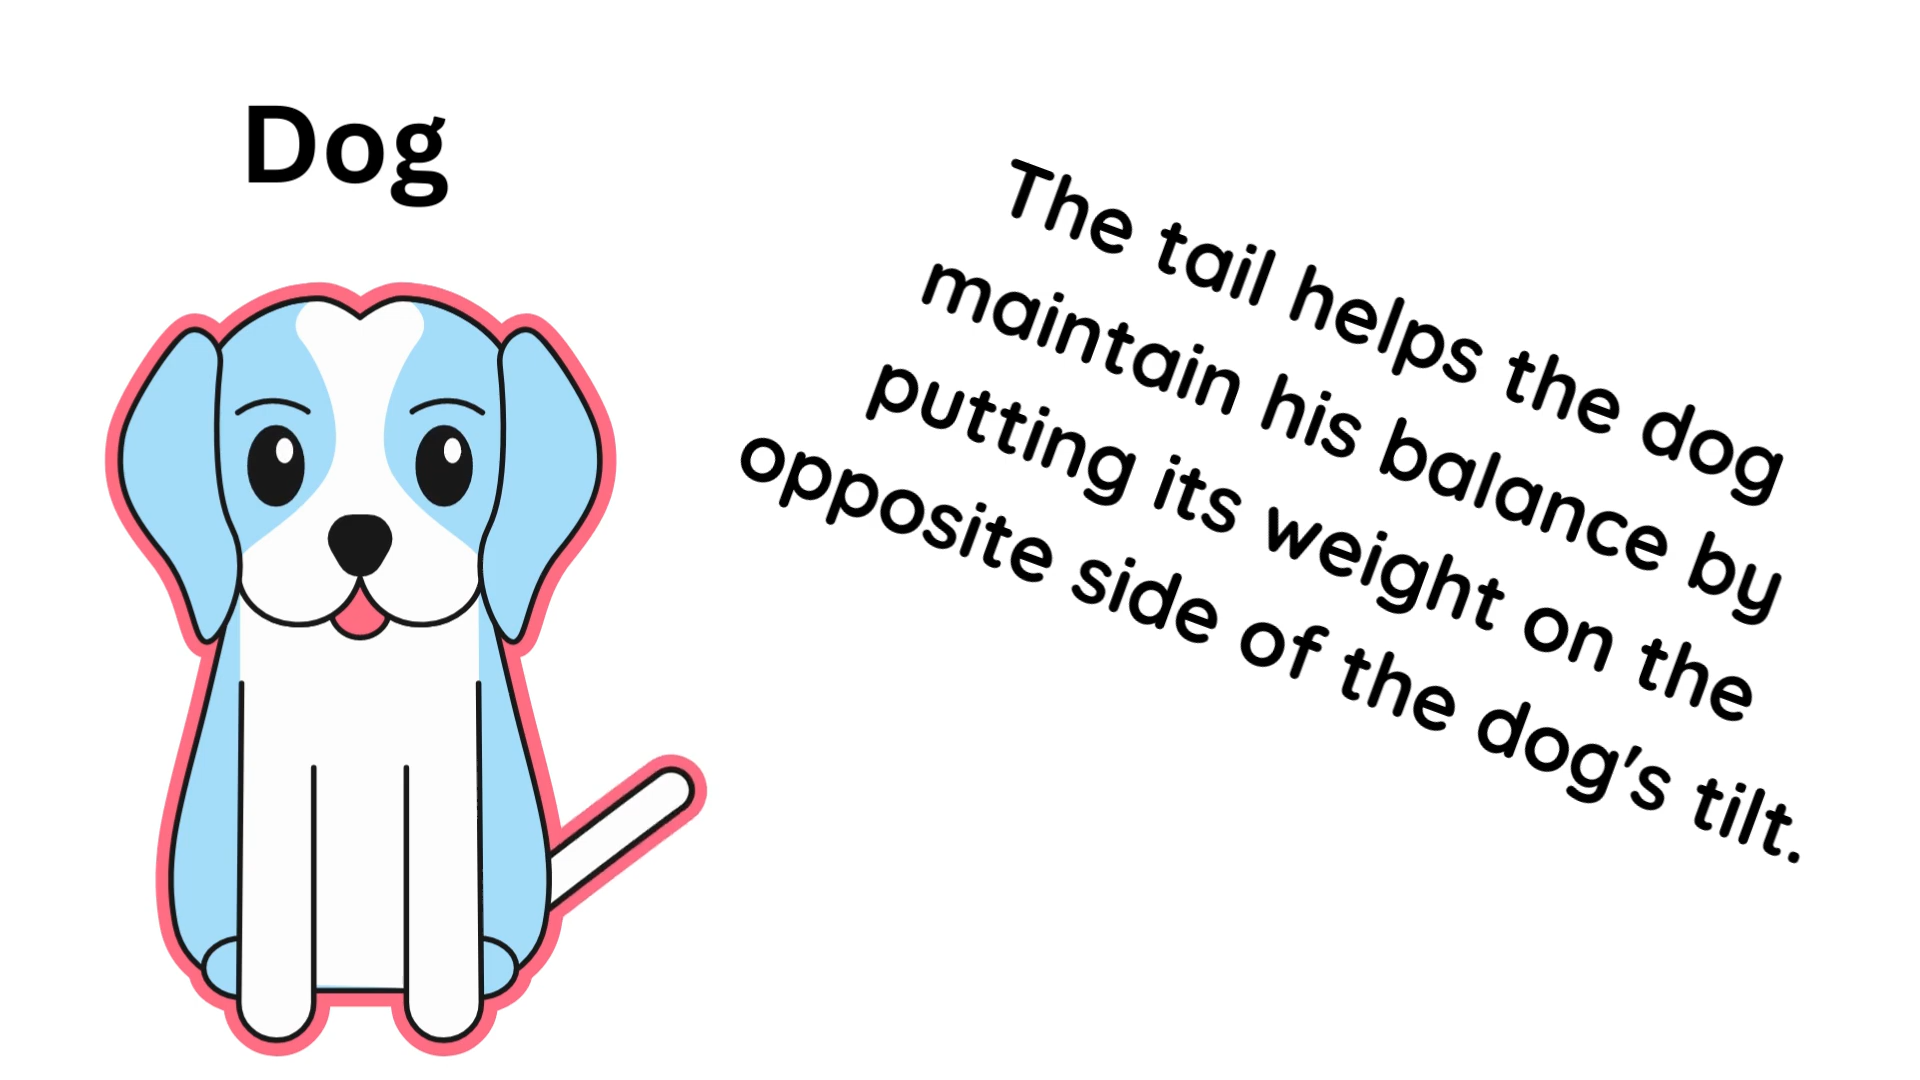 Dog
The tail helps the dog
maintain his balance by
putting its weight on the
opposite side of the dog's tilt.